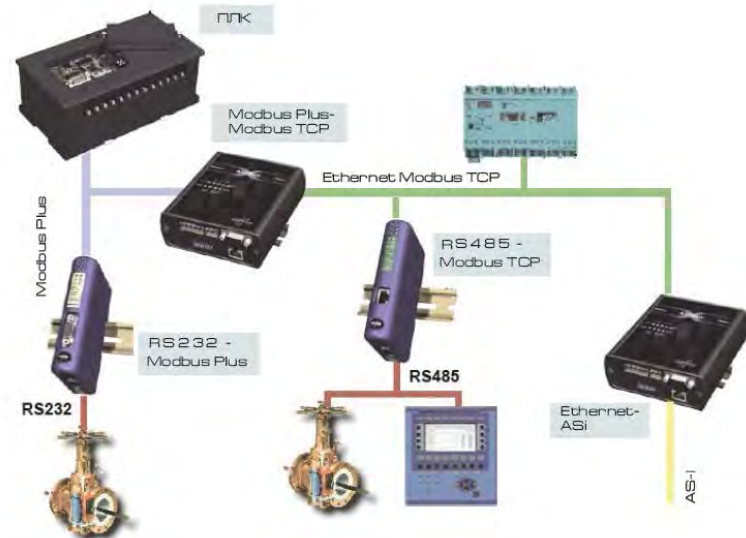 ПЛК
Modbus Plus-
Modbus TCP
Ethernet Modbus TCP
Modbus Plus
RS485 -
Modbus TCP
RS232 -
Modbus Plus
RS485
RS232
Ethernet-
ASi
AS-I